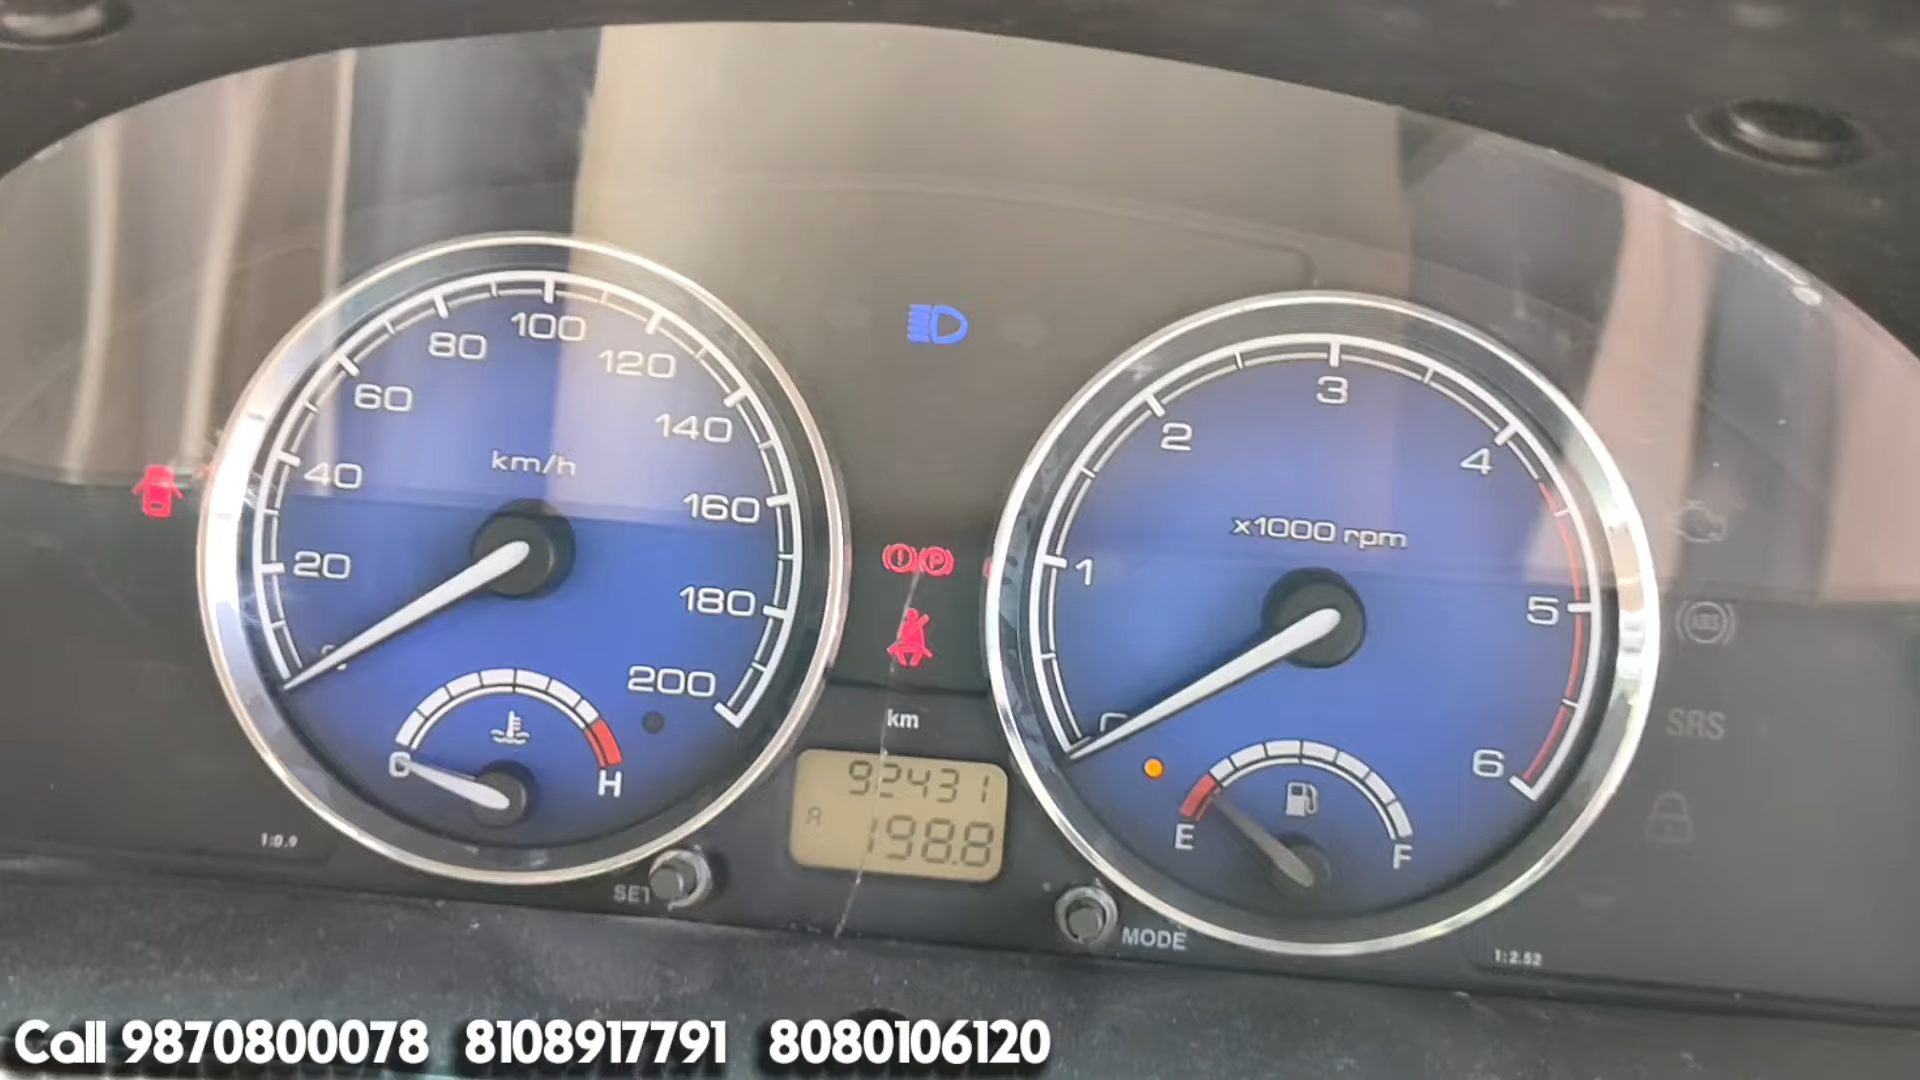 100
80
120
60
140
km/h
40
160
20
180
200
C
H
1:0.9
SET
km
92431
A 198.8
MODE
3
2
4
x1000 rpm
1
5
6
E
F
ABS
SRS
1:2.52
Call 9870800078 8108917791 8080106120